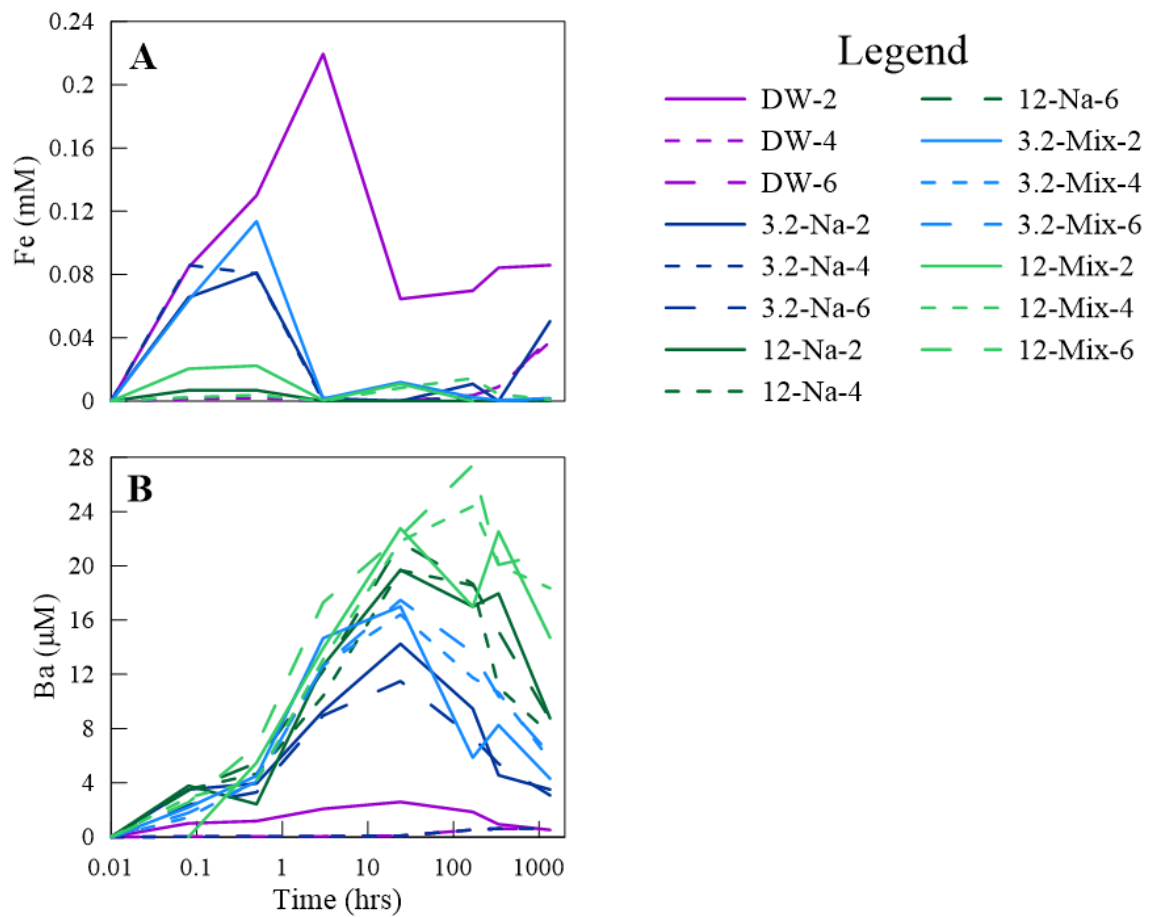 0.24
A
0.2
0.16
0.12
0.08
0.04
0
Fe (mM)
Legend
DW-2
DW-4
DW-6
3.2-Na-2
3.2-Na-4
3.2-Na-6
12-Na-2
12-Na-4
12-Na-6
3.2-Mix-2
3.2-Mix-4
3.2-Mix-6
12-Mix-2
12-Mix-4
12-Mix-6
28
B
24
20
16
12
8
4
0
Ba (µM)
0.01 0.1 1 10 100 1000
Time (hrs)